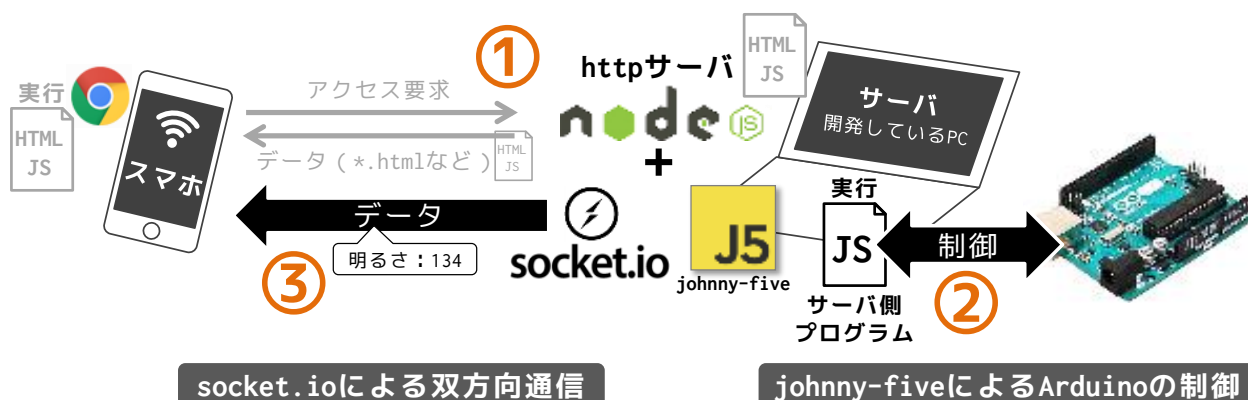 ①
httpサーバ
HTML
JS
実行
HTML
JS
アクセス要求
node
JS
サーバ
開発しているPC
データ ( *.htmlなど )
HTML
JS
スマホ
+
実行
データ
J5
JS
制御
明るさ：134
socket.io
johnny-five
③
②
サーバ側
プログラム
socket.ioによる双方向通信
johnny-fiveによるArduinoの制御